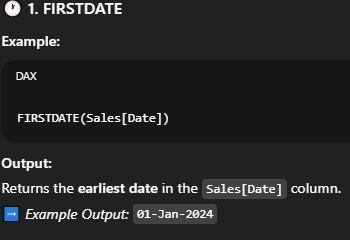 🕐 1. FIRSTDATE
Example:
DAX
FIRSTDATE(Sales[Date])
Output:
Returns the earliest date in the Sales[Date] column.
➡️ Example Output: 01-Jan-2024